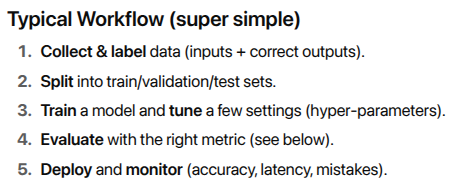 Typical Workflow (super simple)
1. Collect & label data (inputs + correct outputs).
2. Split into train/validation/test sets.
3. Train a model and tune a few settings (hyper-parameters).
4. Evaluate with the right metric (see below).
5. Deploy and monitor (accuracy, latency, mistakes).